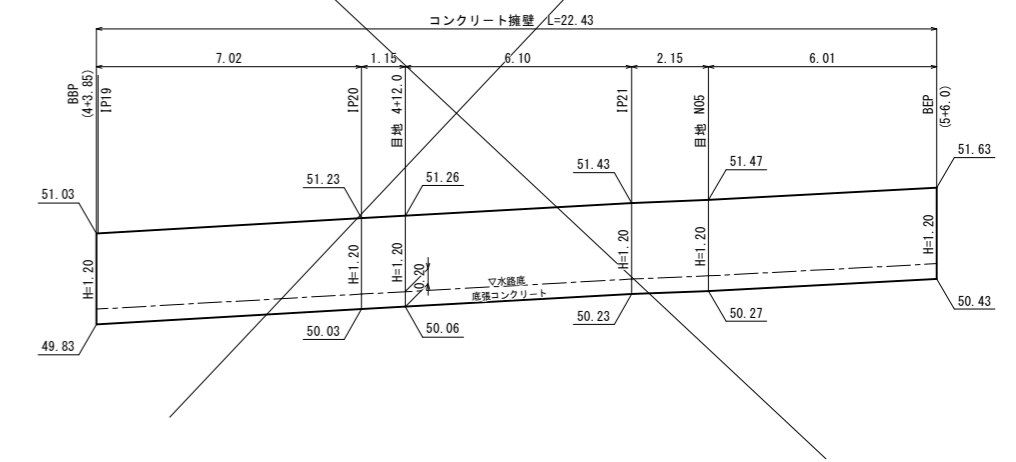 コンクリート擁壁 L=22.43
7.02
1.15
6.10
2.15
6.01
BBP
(4+3.85)
IP19
IP20
目地 4+12.0
IP21
目地 NO5
BEP
(5+6.0)
51.03
51.23
51.26
51.43
51.47
51.63
H=1.20
H=1.20
H=1.20
H=1.20
H=1.20
H=1.20
0.20
▽水路底
底張コンクリート
49.83
50.03
50.06
50.23
50.27
50.43